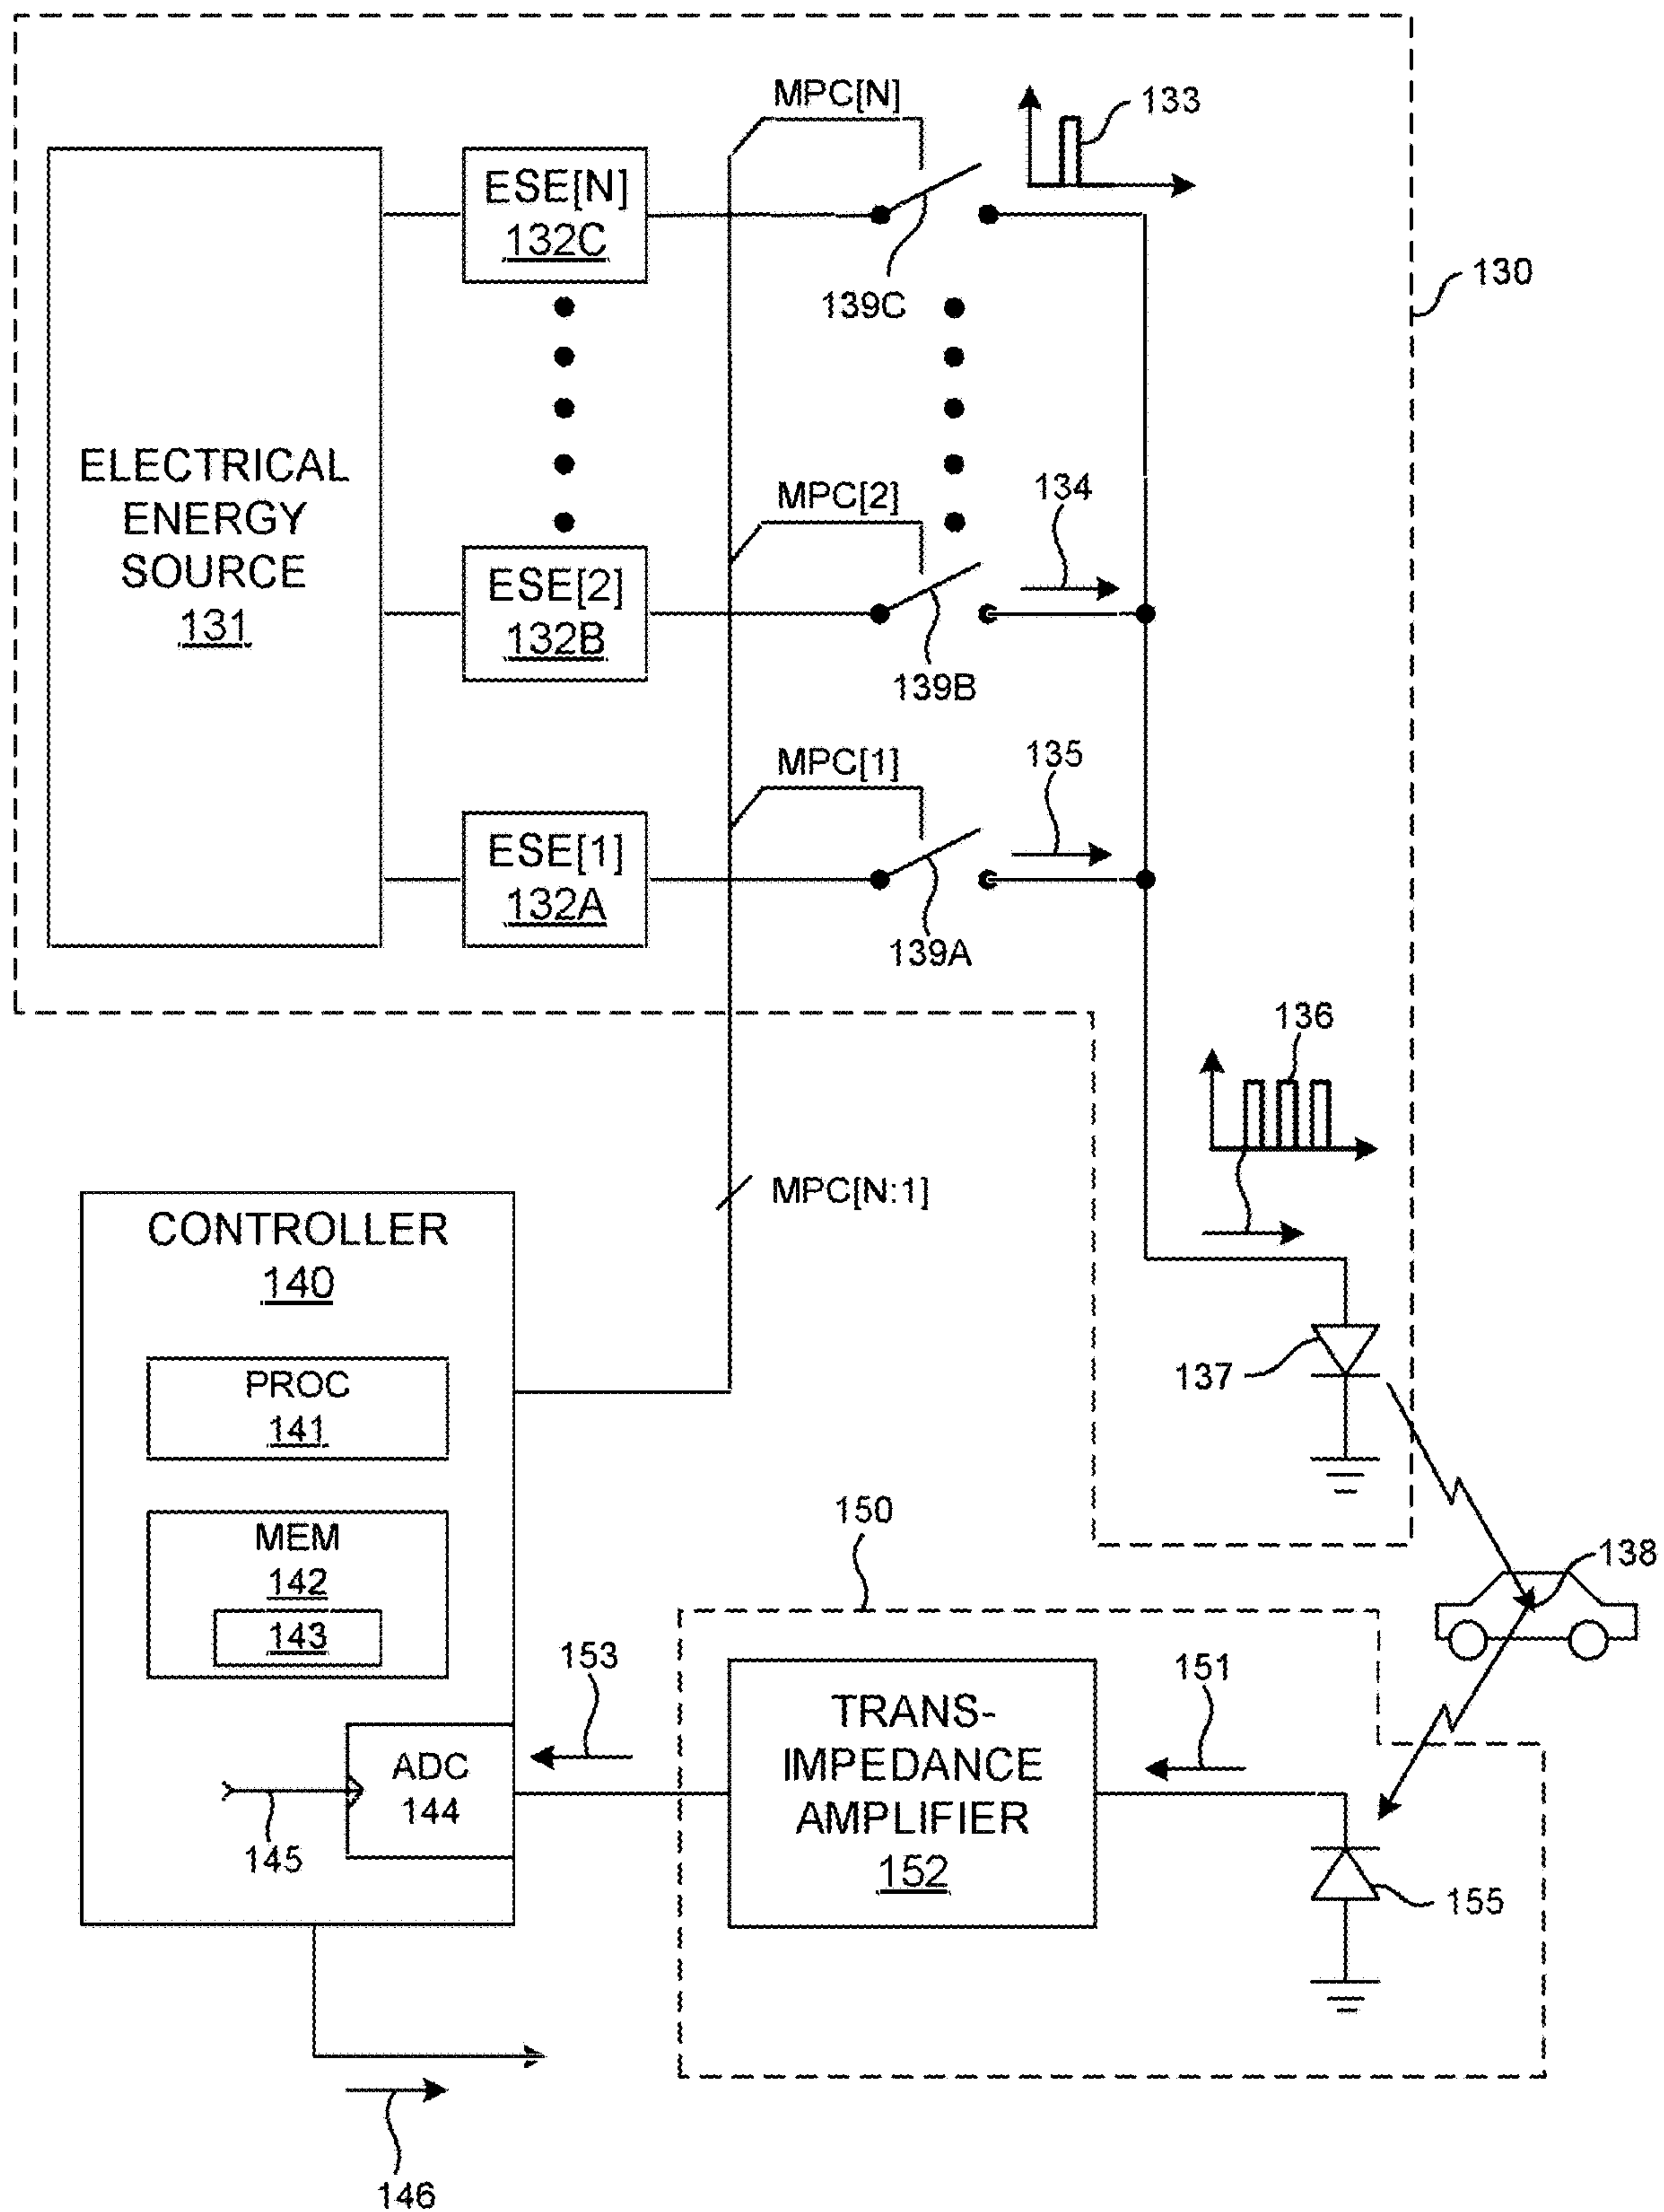 MPC[N]
133
ESE[N]
132C
139C
130
ELECTRICAL
ENERGY
SOURCE
131
MPC[2]
134
ESE[2]
132B
139B
MPC[1]
135
ESE[1]
132A
139A
136
MPC[N:1]
CONTROLLER
140
PROC
141
137
MEM
142
143
150
138
153
151
TRANS-
IMPEDANCE
AMPLIFIER
152
ADC
144
145
155
146